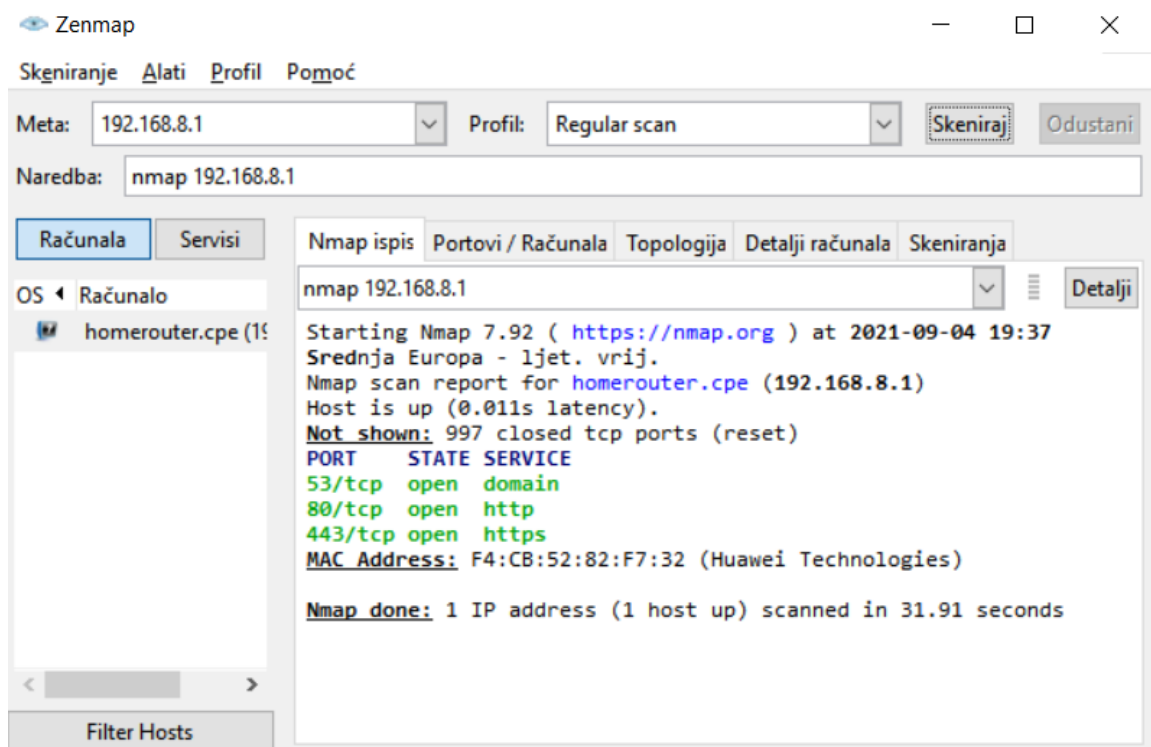 Zenmap
Skeniranje Alati Profil Pomoć
Meta: 192.168.8.1 Profil: Regular scan Skeniraj Odustani
Naredba: nmap 192.168.8.1
Računala Servisi
Nmap ispis Portovi / Računala Topologija Detalji računala Skeniranja
OS Računalo
nmap 192.168.8.1 Detalji
homerouter.cpe (19
Starting Nmap 7.92 ( https://nmap.org ) at 2021-09-04 19:37
Srednja Europa - ljet. vrij.
Nmap scan report for homerouter.cpe (192.168.8.1)
Host is up (0.011s latency).
Not shown: 997 closed tcp ports (reset)
PORT STATE SERVICE
53/tcp open domain
80/tcp open http
443/tcp open https
MAC Address: F4:CB:52:82:F7:32 (Huawei Technologies)
Nmap done: 1 IP address (1 host up) scanned in 31.91 seconds
Filter Hosts